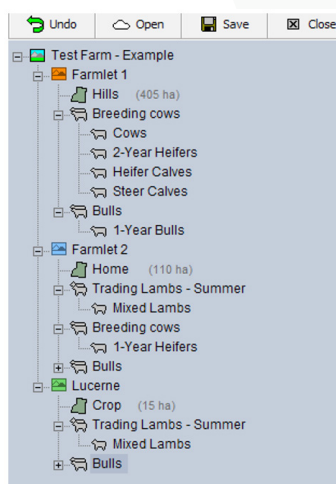 Undo Open Save Close
Test Farm - Example
Farmlet 1
Hills (405 ha)
Breeding cows
Cows
2-Year Heifers
Heifer Calves
Steer Calves
Bulls
1-Year Bulls
Farmlet 2
Home (110 ha)
Trading Lambs - Summer
Mixed Lambs
Breeding cows
1-Year Heifers
Bulls
Lucerne
Crop (15 ha)
Trading Lambs - Summer
Mixed Lambs
Bulls